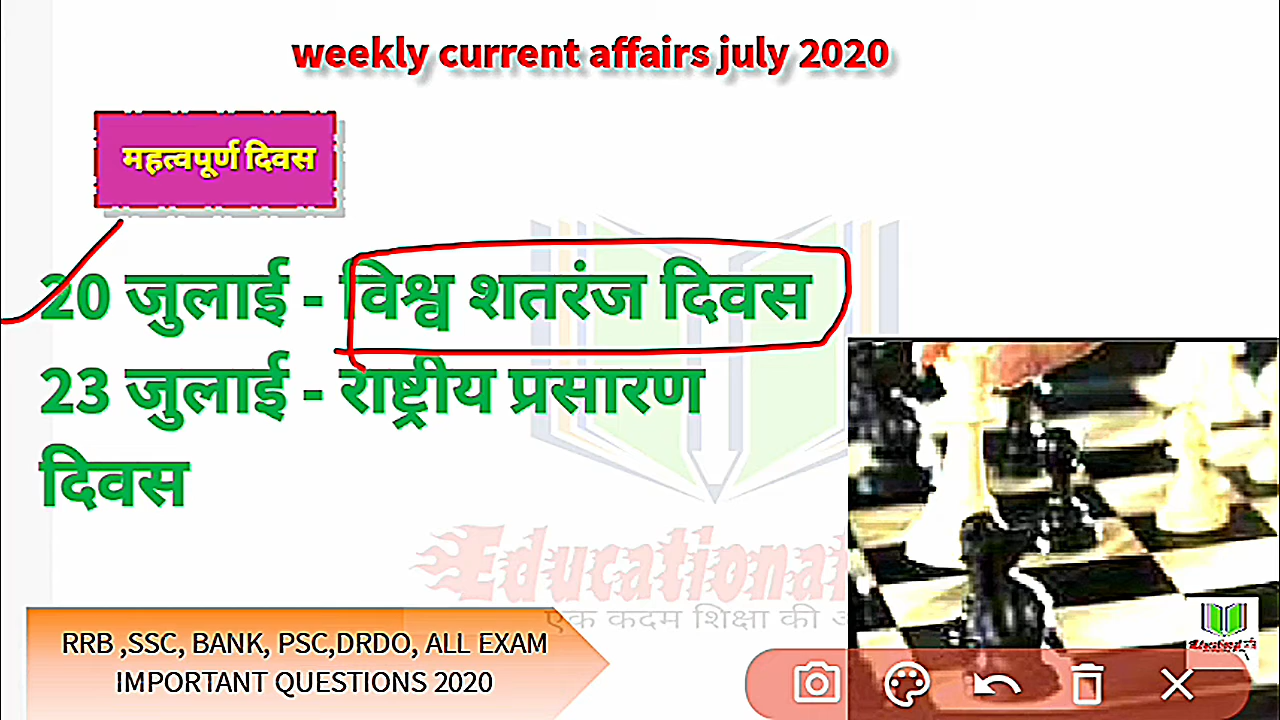 weekly current affairs july 2020
महत्वपूर्ण दिवस
20 जुलाई - विश्व शतरंज दिवस
23 जुलाई - राष्ट्रीय प्रसारण
दिवस
Educational
एक कदम शिक्षा की
RRB ,SSC, BANK, PSC,DRDO, ALL EXAM
IMPORTANT QUESTIONS 2020